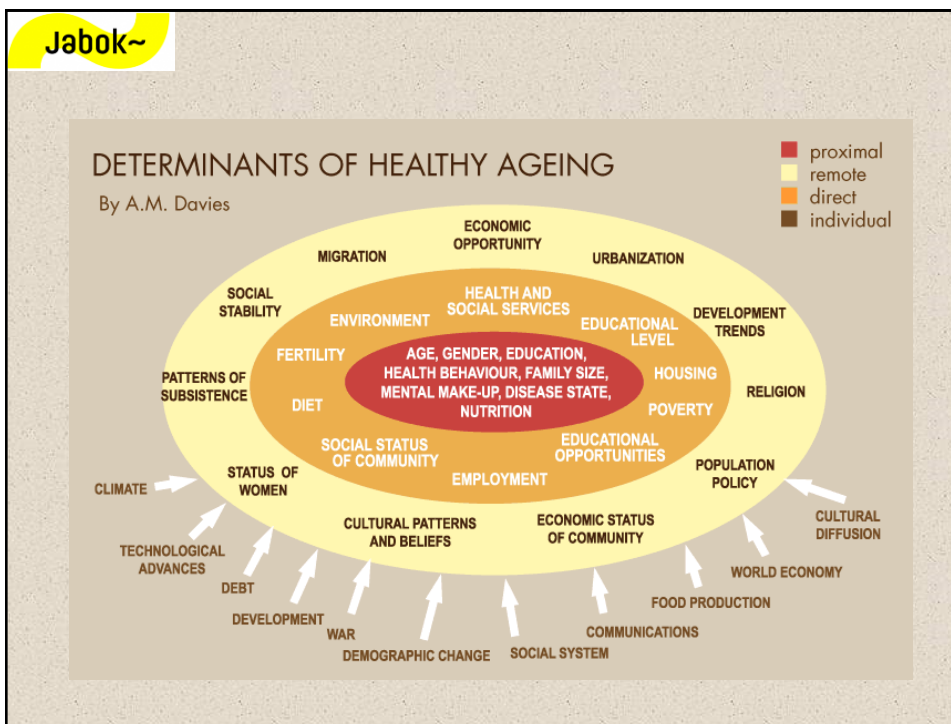 Jabok~
DETERMINANTS OF HEALTHY AGEING
By A.M. Davies
proximal
remote
direct
individual
ECONOMIC
OPPORTUNITY
MIGRATION
URBANIZATION
SOCIAL
STABILITY
DEVELOPMENT
TRENDS
PATTERNS OF
SUBSISTENCE
RELIGION
STATUS OF
WOMEN
POPULATION
POLICY
CULTURAL PATTERNS
AND BELIEFS
ECONOMIC STATUS
OF COMMUNITY
HEALTH AND
SOCIAL SERVICES
ENVIRONMENT
EDUCATIONAL
LEVEL
FERTILITY
HOUSING
DIET
POVERTY
SOCIAL STATUS
OF COMMUNITY
EDUCATIONAL
OPPORTUNITIES
EMPLOYMENT
AGE, GENDER, EDUCATION,
HEALTH BEHAVIOUR, FAMILY SIZE,
MENTAL MAKE-UP, DISEASE STATE,
NUTRITION
CLIMATE
TECHNOLOGICAL
ADVANCES
DEBT
DEVELOPMENT
WAR
DEMOGRAPHIC CHANGE
SOCIAL SYSTEM
COMMUNICATIONS
FOOD PRODUCTION
WORLD ECONOMY
CULTURAL
DIFFUSION